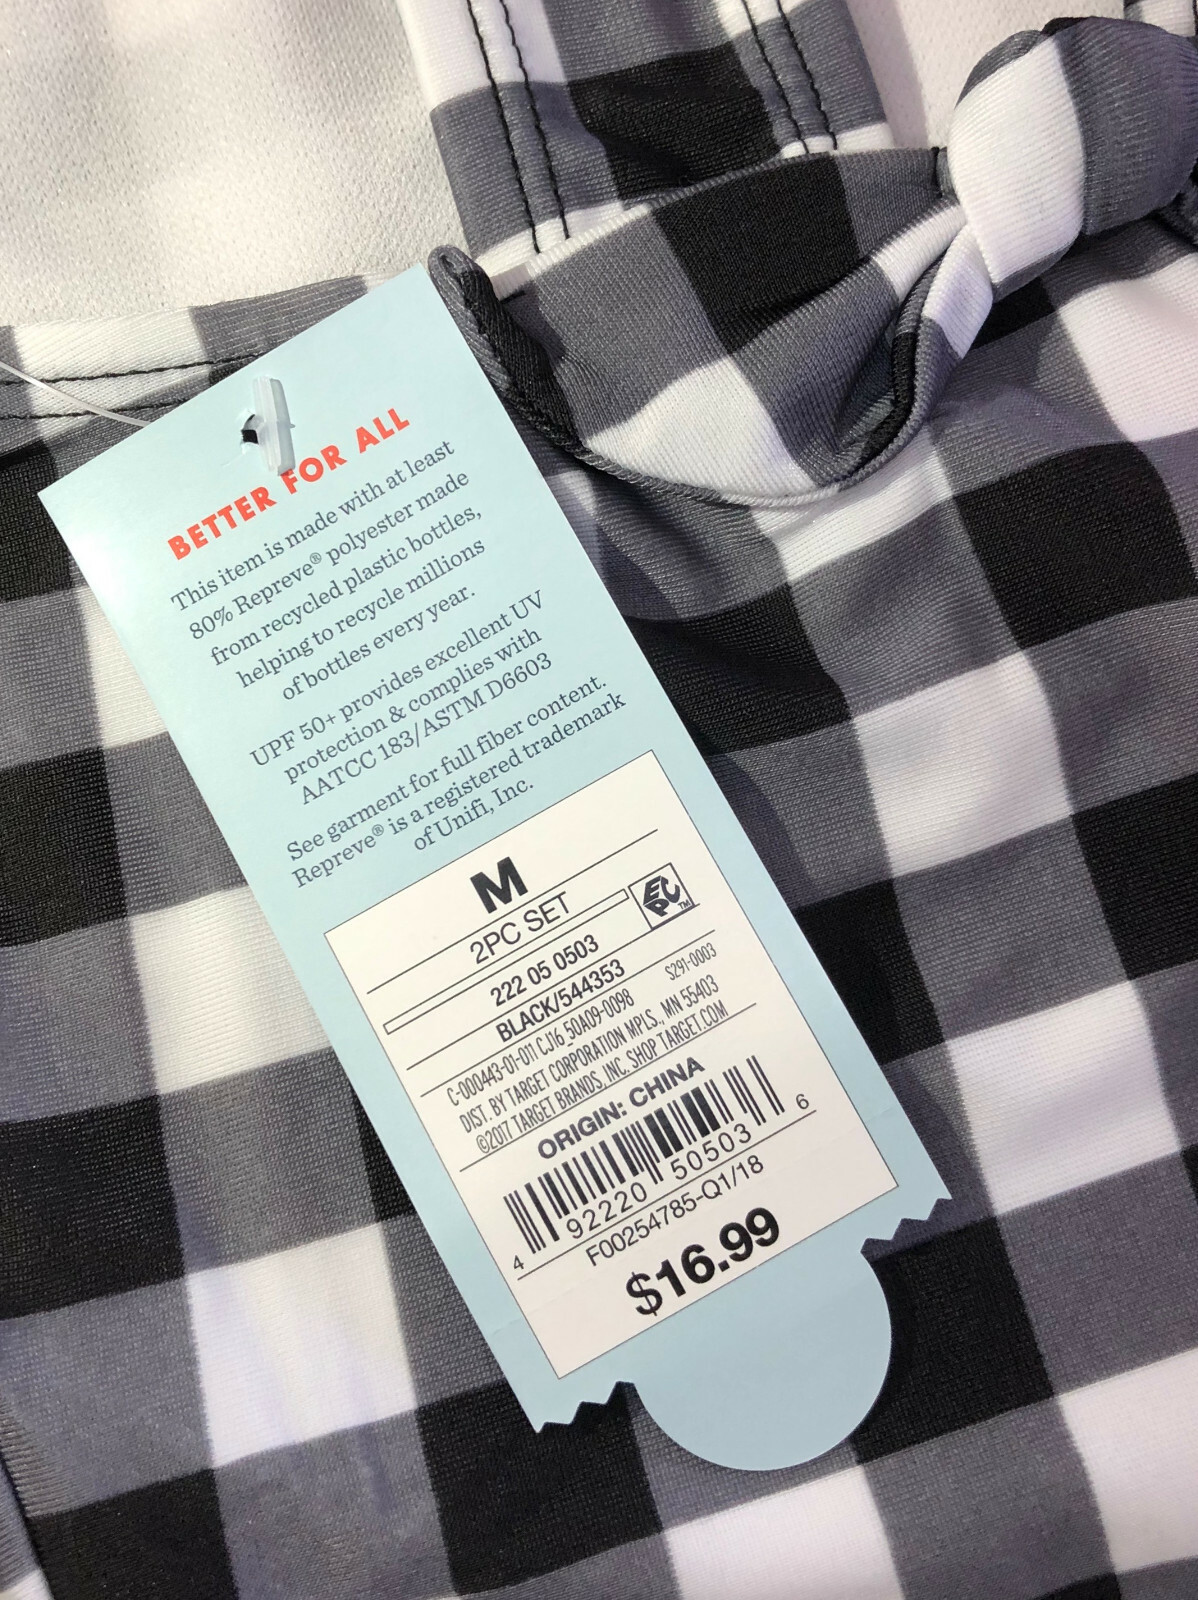 BETTER FOR ALL
This item is made with at least
80% Repreve® polyester made
from recycled plastic bottles,
helping to recycle millions
of bottles every year.
UPF 50+ provides excellent UV
protection & complies with
AATCC 183/ASTM D6603
See garment for full fiber content.
Repreve® is a registered trademark
of Unifi, Inc.
M
2PC SET
EPC™
222 05 0503
BLACK/544353
C-000443-01-011 CJ16 50A09-0098 S291-0003
DIST. BY TARGET CORPORATION MPLS., MN 55403
©2017 TARGET BRANDS, INC. SHOP TARGET.COM
ORIGIN: CHINA
4 92220 50503 6
F00254785-Q1/18
$16.99